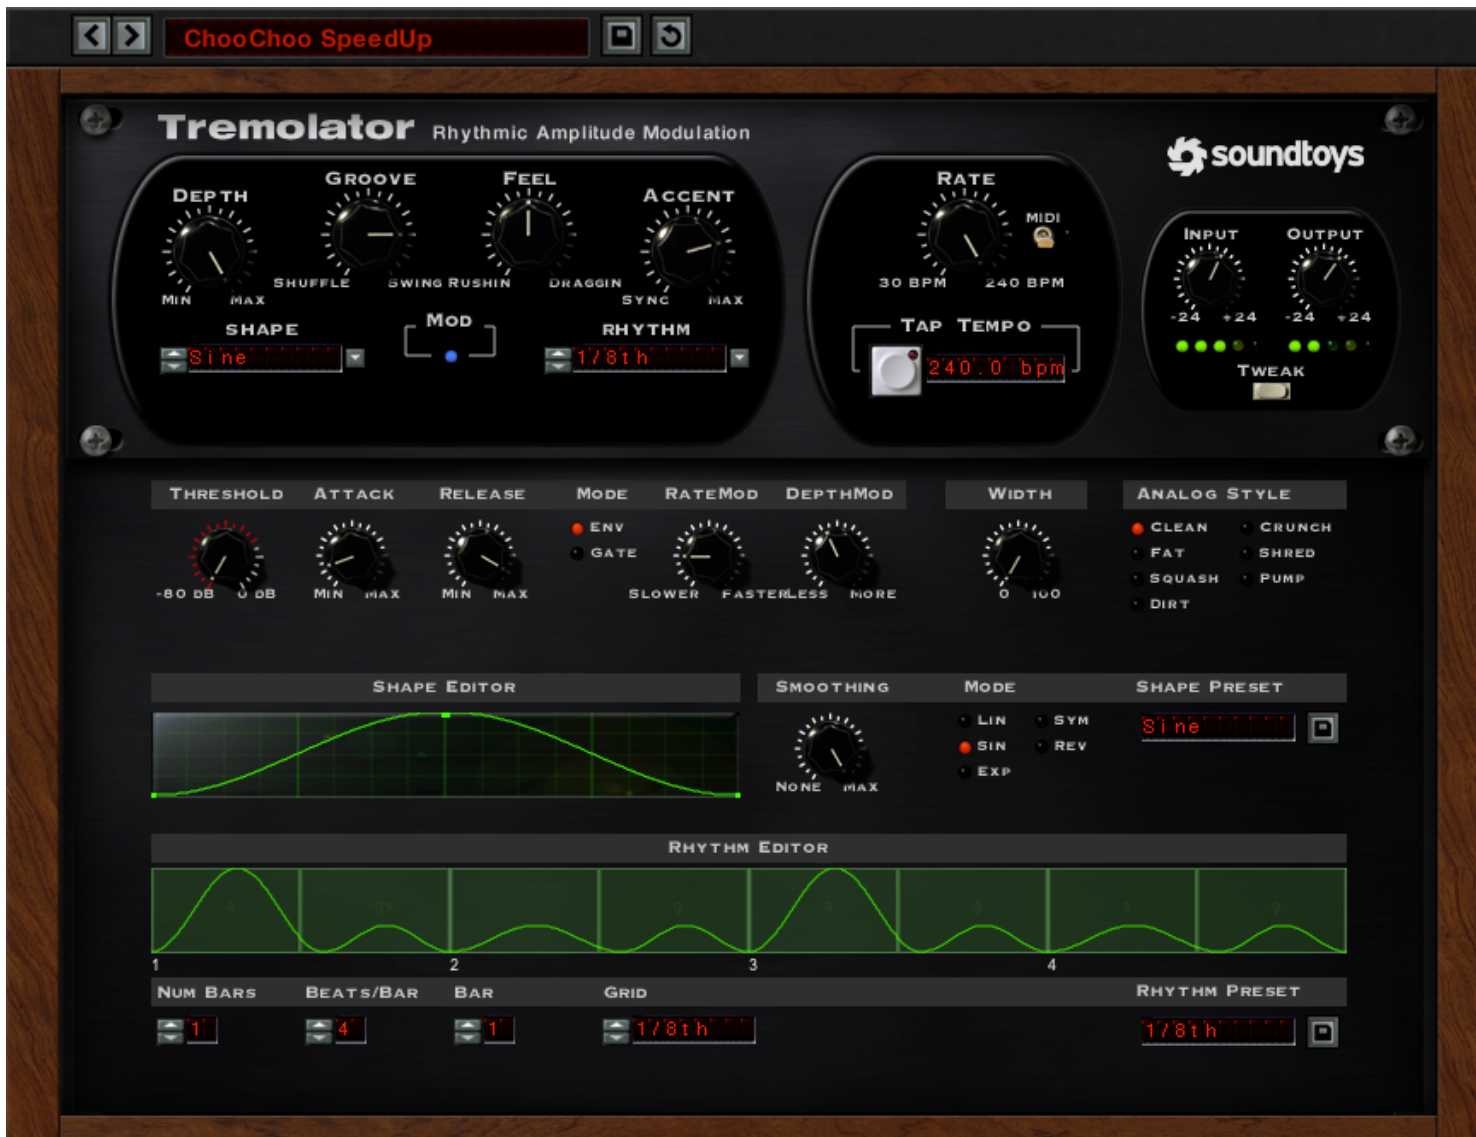 ChooChoo SpeedUp
Tremolator Rhythmic Amplitude Modulation
soundtoys
DEPTH GROOVE FEEL ACCENT
MIN MAX SHUFFLE SWING RUSHIN DRAGGIN SYNC MAX
SHAPE MOD RHYTHM
Sine 1/8th
RATE
MIDI
30 BPM 240 BPM
TAP TEMPO
240.0 bpm
INPUT OUTPUT
-24 +24 -24 +24
TWEAK
THRESHOLD ATTACK RELEASE MODE RATEMOD DEPTHMOD WIDTH ANALOG STYLE
ENV
GATE
CLEAN CRUNCH
FAT SHRED
SQUASH PUMP
DIRT
-80 DB 0 DB MIN MAX MIN MAX SLOWER FASTER LESS MORE 0 100
SHAPE EDITOR SMOOTHING MODE SHAPE PRESET
LIN SYM
SIN REV
EXP
NONE MAX
Sine
RHYTHM EDITOR
a gs g a g s g
1 2 3 4
NUM BARS BEATS/BAR BAR GRID RHYTHM PRESET
1 4 1 1/8th 1/8th